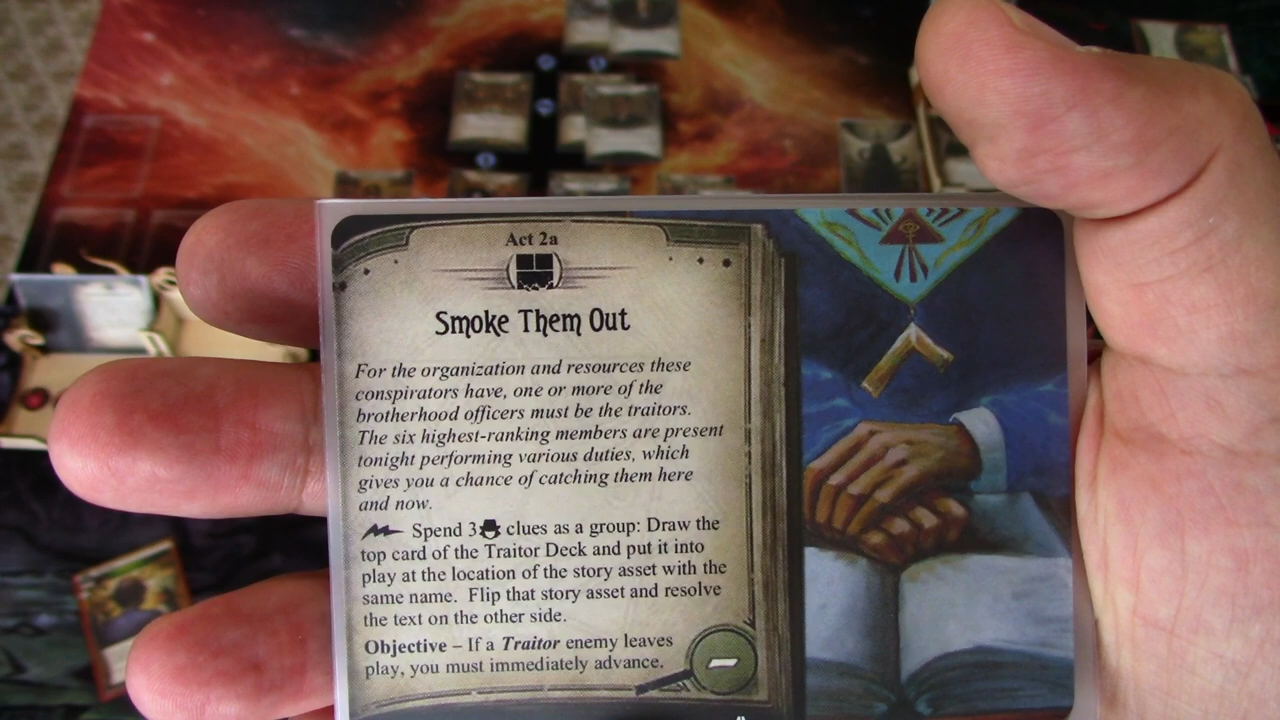 Act 2a
Smoke Them Out
For the organization and resources these
conspirators have, one or more of the
brotherhood officers must be the traitors.
The six highest-ranking members are present
tonight performing various duties, which
gives you a chance of catching them here
and now.
Spend 3 clues as a group: Draw the
top card of the Traitor Deck and put it into
play at the location of the story asset with the
same name. Flip that story asset and resolve
the text on the other side.
Objective – If a Traitor enemy leaves
play, you must immediately advance.
–